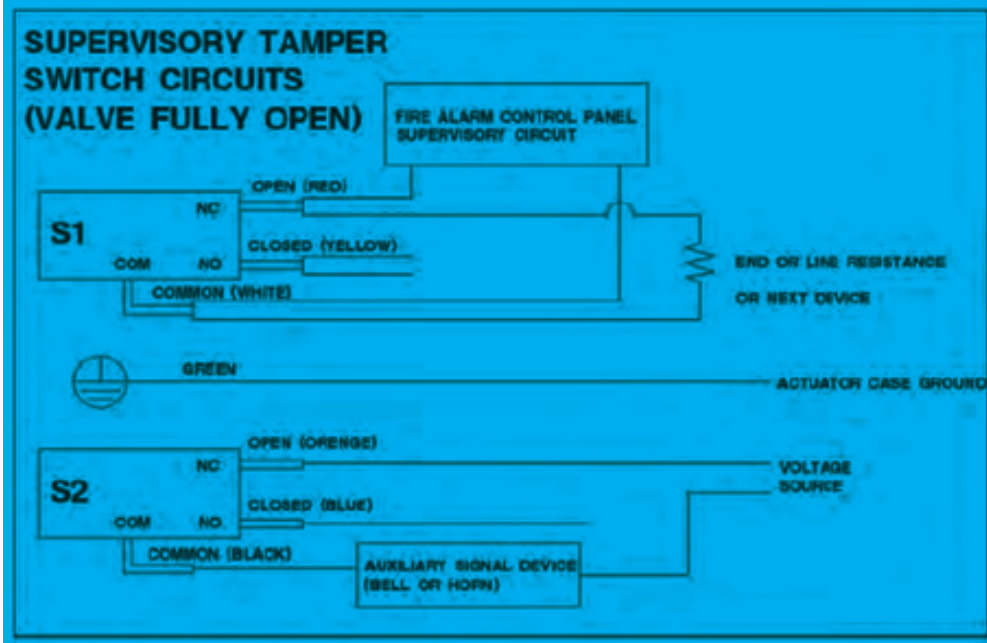 SUPERVISORY TAMPER
SWITCH CIRCUITS
(VALVE FULLY OPEN)
FIRE ALARM CONTROL PANEL
SUPERVISORY CIRCUIT
OPEN (RED)
NC
S1
CLOSED (YELLOW)
COM NO
COMMON (WHITE)
END OR LINE RESISTANCE
OR NEXT DEVICE
GREEN
ACTUATOR CASE GROUND
OPEN (ORENGE)
NC
VOLTAGE
SOURCE
S2
CLOSED (BLUE)
COM NO
COMMON (BLACK)
AUXILIARY SIGNAL DEVICE
(BELL OR HORN)